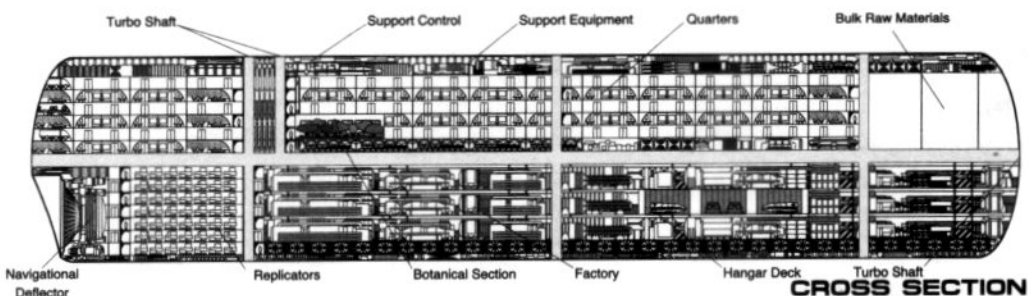 Turbo Shaft
Support Control
Support Equipment
Quarters
Bulk Raw Materials
Navigational
Deflector
Replicators
Botanical Section
Factory
Hangar Deck
Turbo Shaft
CROSS SECTION